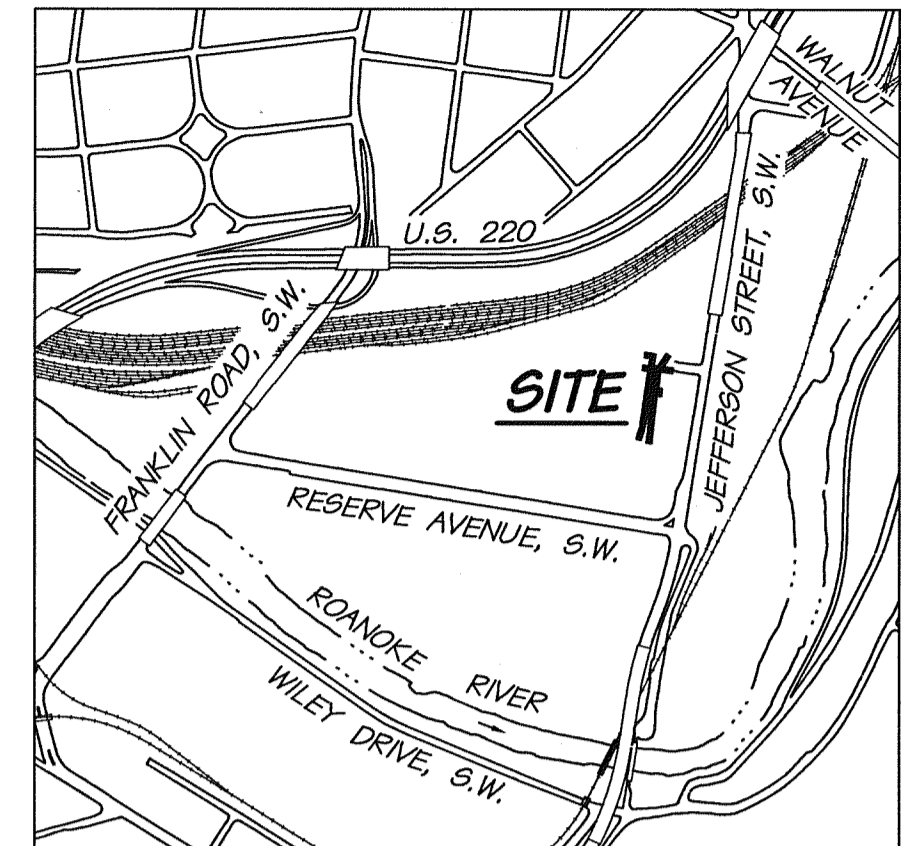 WALNUT
AVENUE
U.S. 220
JEFFERSON STREET, S.W.
FRANKLIN ROAD, S.W.
SITE
RESERVE AVENUE, S.W.
ROANOKE
RIVER
WILEY DRIVE, S.W.